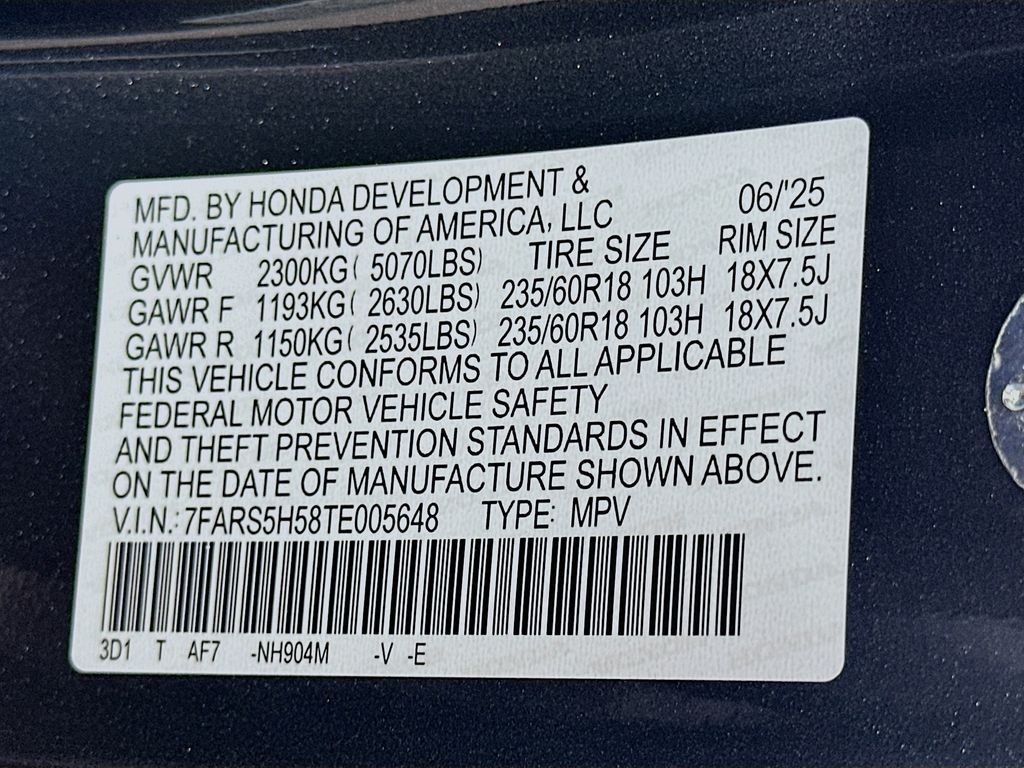 MFD. BY HONDA DEVELOPMENT & 06/'25
MANUFACTURING OF AMERICA, LLC
GVWR 2300KG( 5070LBS) TIRE SIZE RIM SIZE
GAWR F 1193KG( 2630LBS) 235/60R18 103H 18X7.5J
GAWR R 1150KG( 2535LBS) 235/60R18 103H 18X7.5J
THIS VEHICLE CONFORMS TO ALL APPLICABLE
FEDERAL MOTOR VEHICLE SAFETY
AND THEFT PREVENTION STANDARDS IN EFFECT
ON THE DATE OF MANUFACTURE SHOWN ABOVE.
V.I.N.:7FARS5H58TE005648 TYPE: MPV
3D1 T AF7 -NH904M -V -E